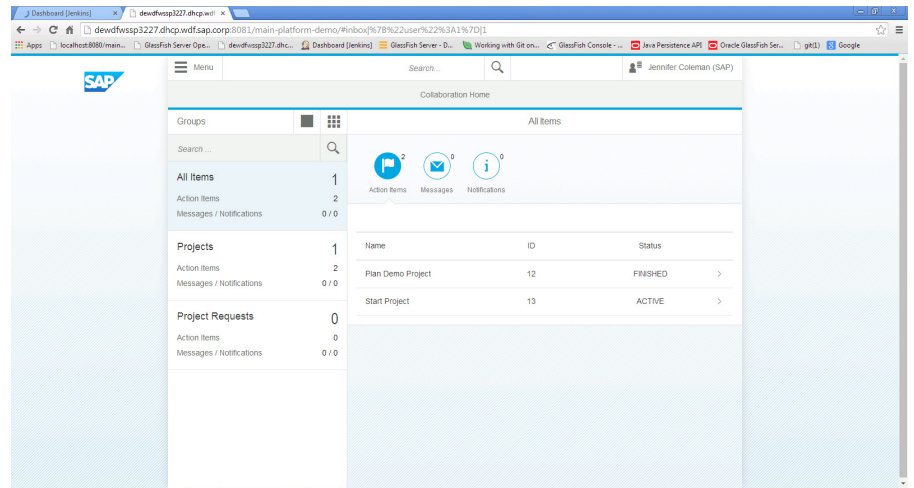 Dashboard [Jenkins]
dewdfwssp3227.dhcp.wdf
dewdfwssp3227.dhcp.wdf.sap.corp:8081/main-platform-demo/#inbox|%7B%22user%22%3A1%7D|1
Apps localhost:8080/main... GlassFish Server Ope... dewdfwssp3227.dhc... Dashboard [Jenkins] GlassFish Server - D... Working with Git on... GlassFish Console - ... Java Persistence API Oracle GlassFish Ser... git(1) Google
SAP
Menu
Search...
Jennifer Coleman (SAP)
Collaboration Home
Groups
All Items
Search ...
All Items 1
Action Items 2
Messages / Notifications 0 / 0
Projects 1
Action Items 2
Messages / Notifications 0 / 0
Project Requests 0
Action Items 0
Messages / Notifications 0 / 0
2 0 i 0
Action Items Messages Notifications
Name ID Status
Plan Demo Project 12 FINISHED
Start Project 13 ACTIVE